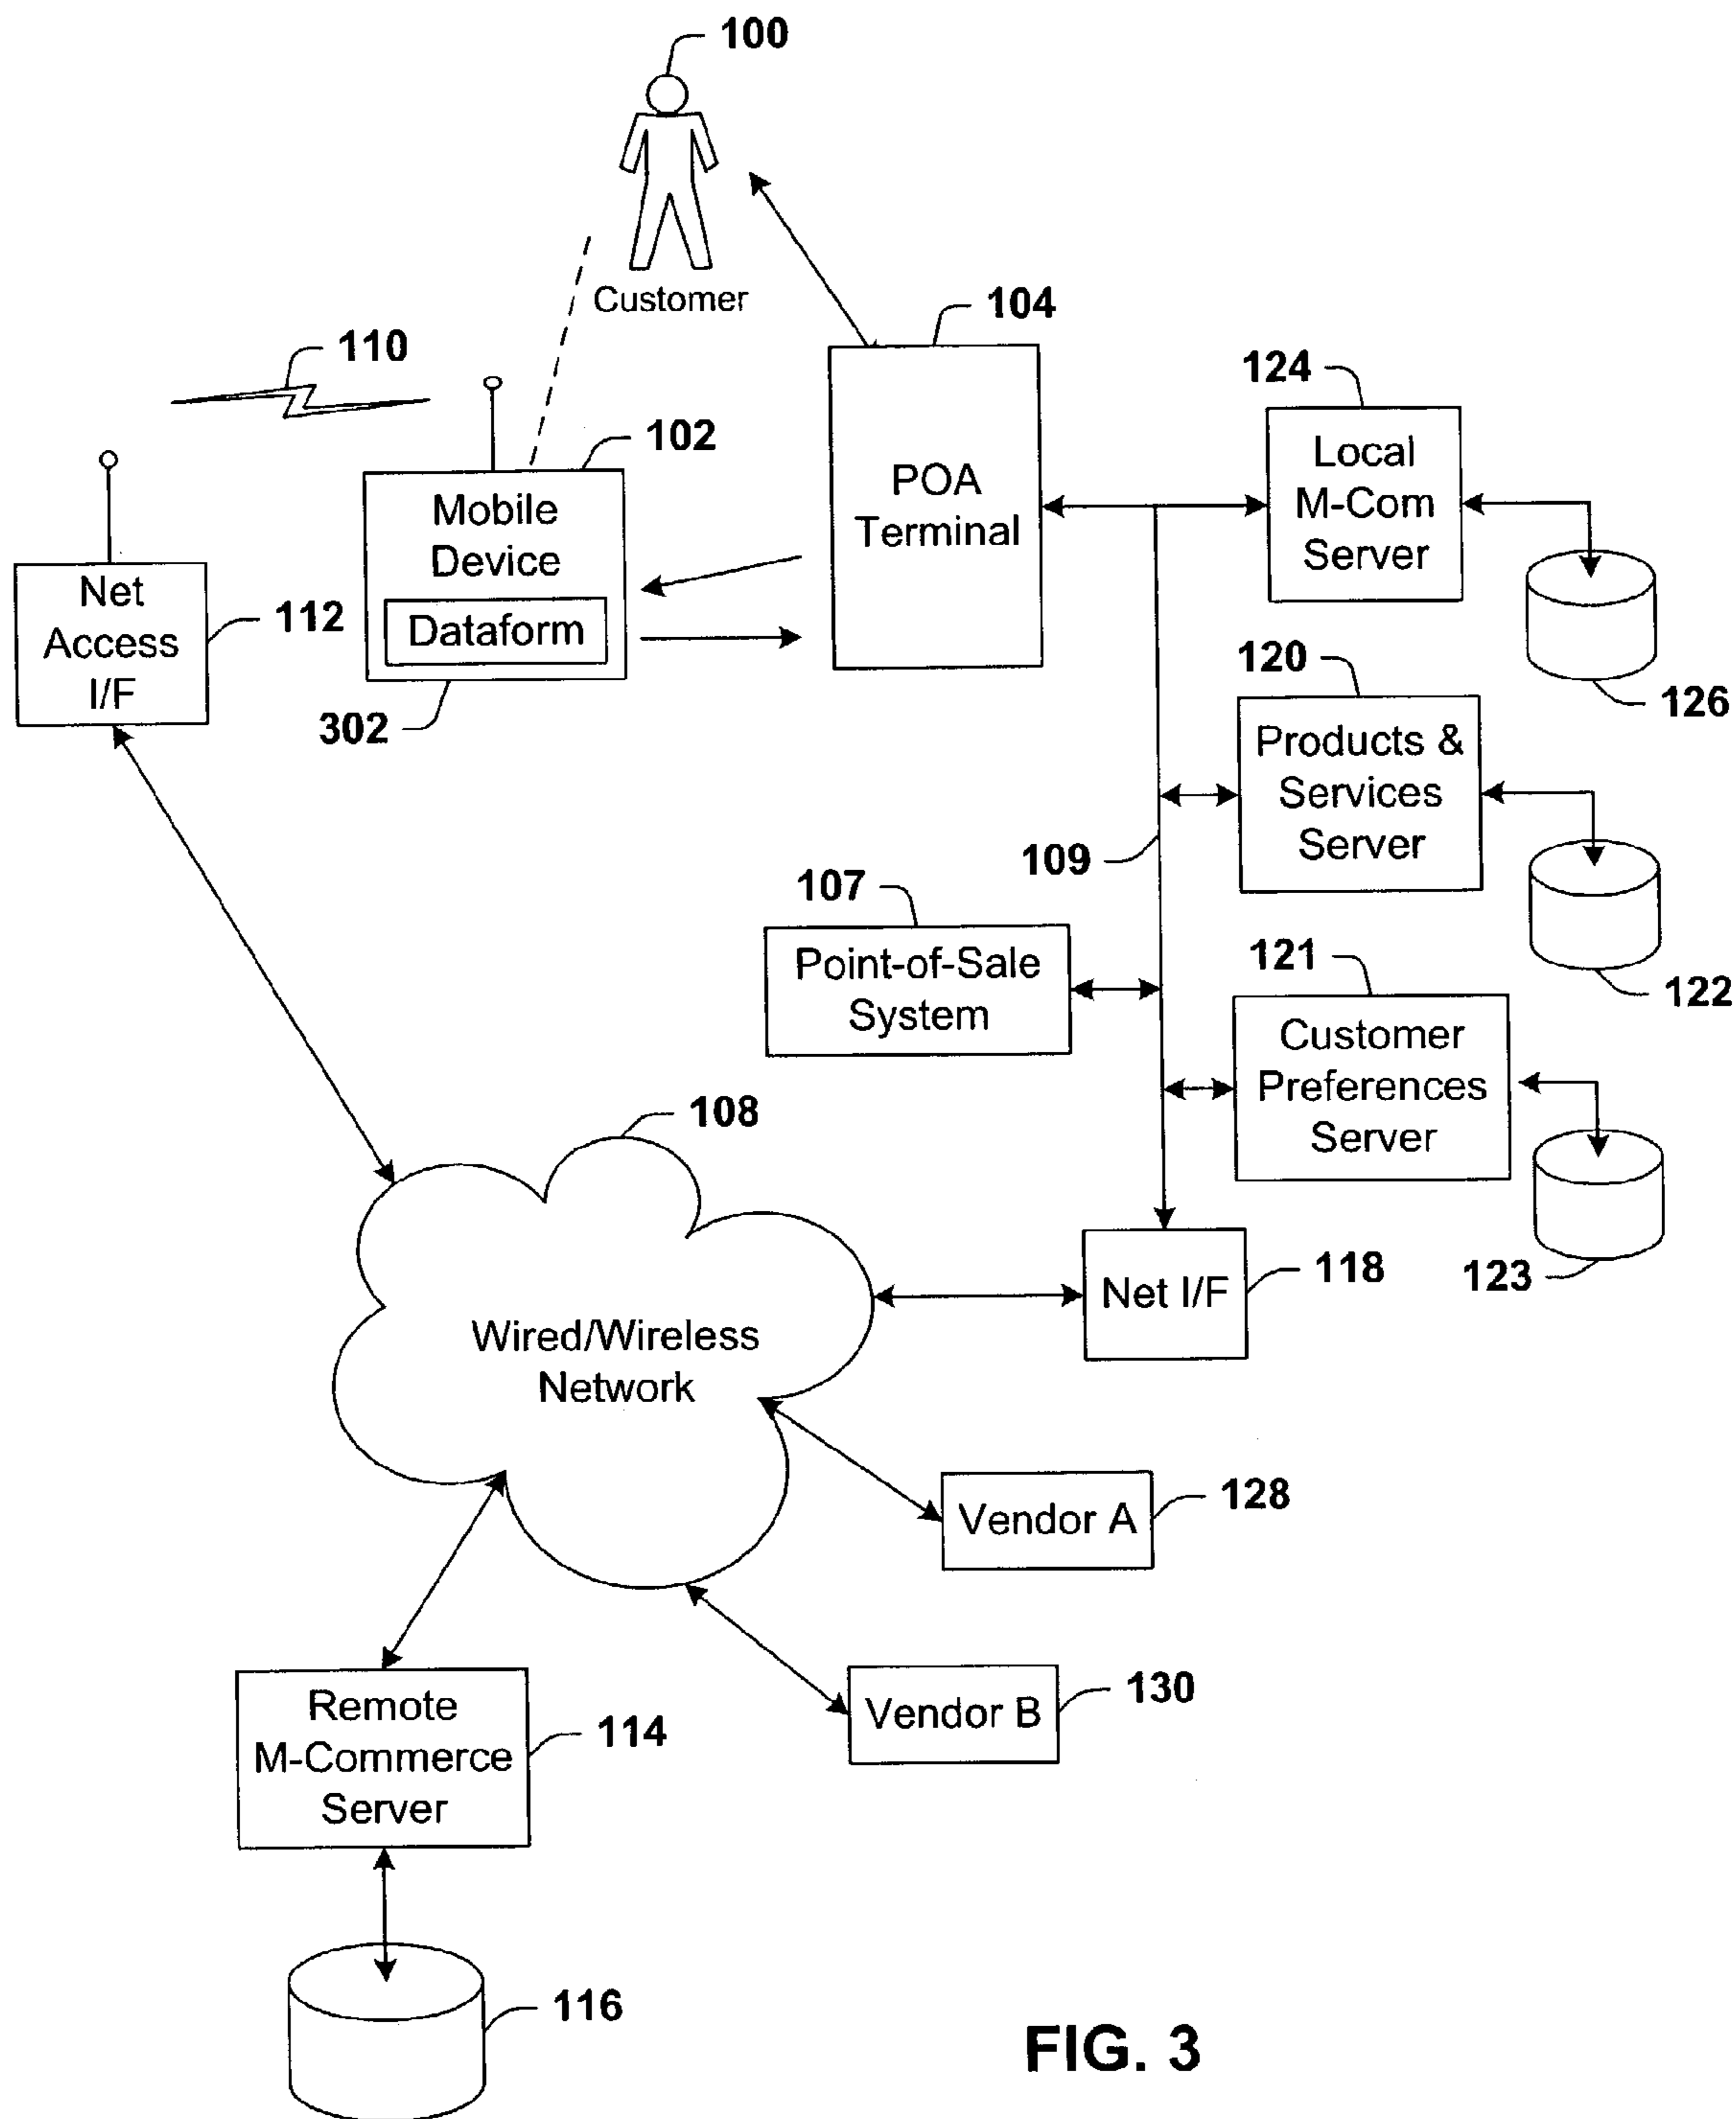 100
Customer
104
110
124
102
Mobile
Device
Dataform
POA
Terminal
Local
M-Com
Server
Net
Access
I/F
112
302
126
120
Products &
Services
Server
109
107
Point-of-Sale
System
121
122
Customer
Preferences
Server
108
123
Net I/F
118
Wired/Wireless
Network
Vendor A
128
Vendor B
130
Remote
M-Commerce
Server
114
116
FIG. 3